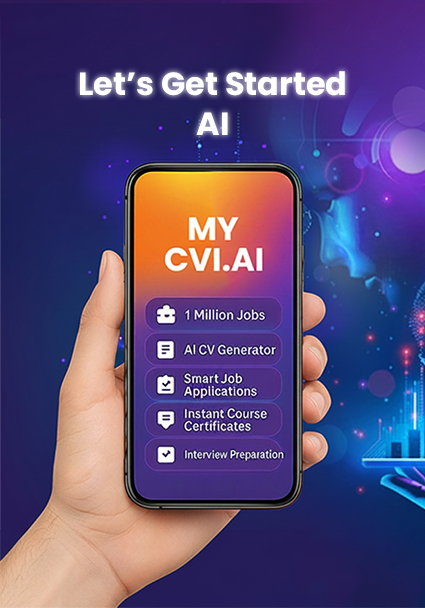 Let's Get Started
AI
MY
CVI.AI
1 Million Jobs
AI CV Generator
Smart Job
Applications
Instant Course
Certificates
Interview Preparation